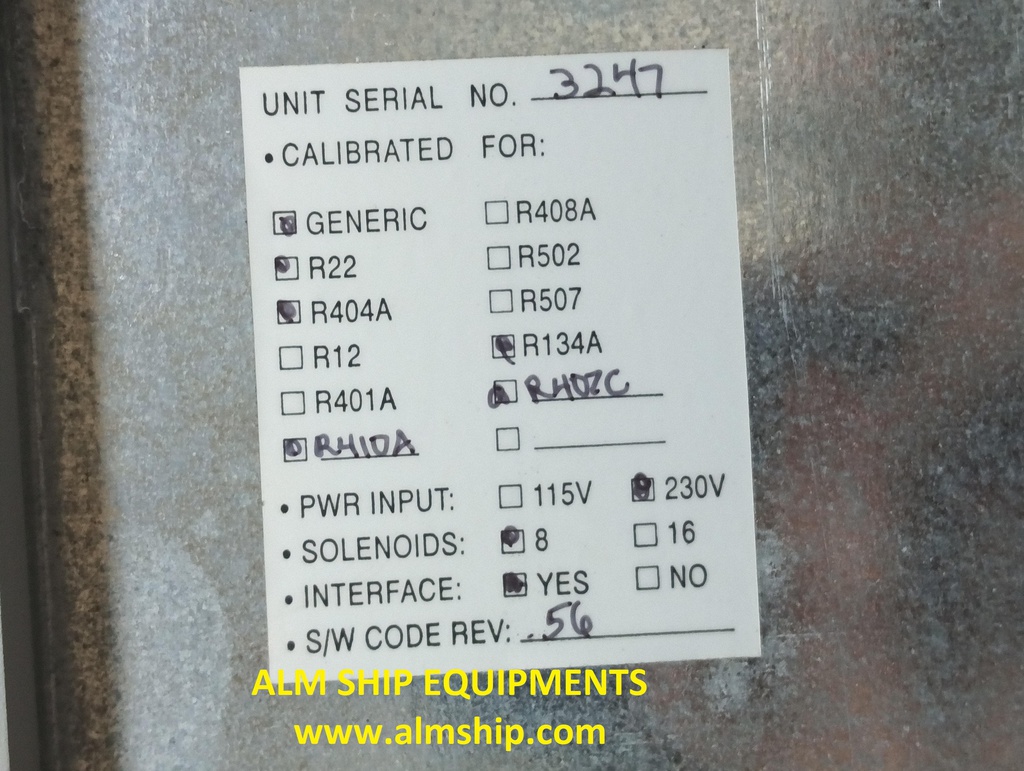 UNIT SERIAL NO. 3247
• CALIBRATED FOR:
GENERIC R408A
R22 R502
R404A R507
R12 R134A
R401A R407C
R410A
• PWR INPUT: 115V 230V
• SOLENOIDS: 8 16
• INTERFACE: YES NO
• S/W CODE REV: .56
ALM SHIP EQUIPMENTS
www.almship.com